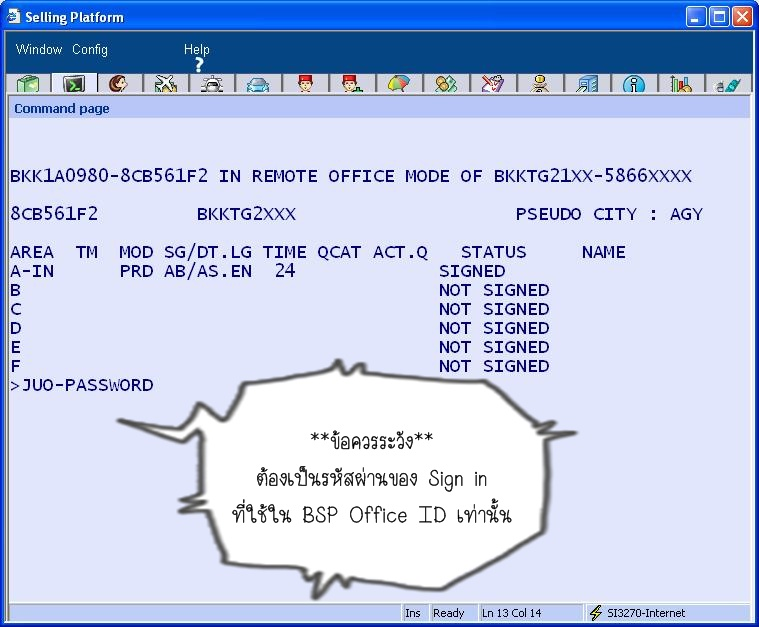 Selling Platform
Window Config Help
?
Command page
BKK1A0980-8CB561F2 IN REMOTE OFFICE MODE OF BKKTG21XX-5866XXXX
8CB561F2 BKKTG2XXX PSEUDO CITY : AGY
AREA TM MOD SG/DT.LG TIME QCAT ACT.Q STATUS NAME
A-IN PRD AB/AS.EN 24 SIGNED
B NOT SIGNED
C NOT SIGNED
D NOT SIGNED
E NOT SIGNED
F NOT SIGNED
>JUO-PASSWORD
**ข้อควรระวัง**
ต้องเป็นรหัสผ่านของ Sign in
ที่ใช้ใน BSP Office ID เท่านั้น
Ins Ready Ln 13 Col 14 SI3270-Internet